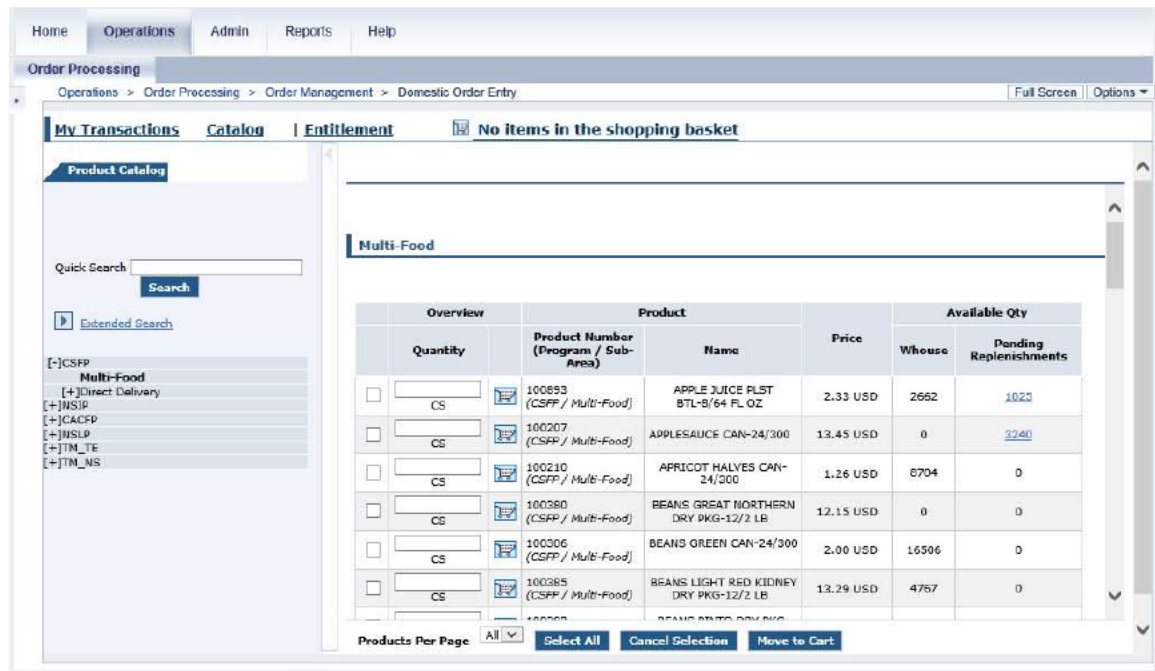 Home Operations Admin Reports Help
Order Processing
Operations > Order Processing > Order Management > Domestic Order Entry Full Screen Options
My Transactions Catalog | Entitlement No items in the shopping basket
Product Catalog
Multi-Food
Quick Search
Search
Extended Search
[-]CSFP
Multi-Food
[+]Direct Delivery
[+]NSIP
[+]CACFP
[+]NSLP
[+]TM_TE
[+]TM_NS
Overview Product Price Available Qty
Quantity Product Number (Program / Sub-Area) Name Whouse Pending Replenishments
CS 100893 (CSFP / Multi-Food) APPLE JUICE PLST BTL-8/64 FL OZ 2.33 USD 2662 1025
CS 100207 (CSFP / Multi-Food) APPLESAUCE CAN-24/300 13.45 USD 0 3240
CS 100210 (CSFP / Multi-Food) APRICOT HALVES CAN-24/300 1.26 USD 8704 0
CS 100380 (CSFP / Multi-Food) BEANS GREAT NORTHERN DRY PKG-12/2 LB 12.15 USD 0 0
CS 100306 (CSFP / Multi-Food) BEANS GREEN CAN-24/300 2.00 USD 16506 0
CS 100385 (CSFP / Multi-Food) BEANS LIGHT RED KIDNEY DRY PKG-12/2 LB 13.29 USD 4767 0
Products Per Page All Select All Cancel Selection Move to Cart